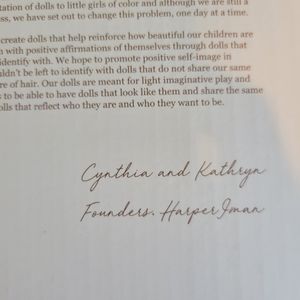 tation of dolls to little girls of color and although we are still a
ss, we have set out to change this problem, one day at a time.
create dolls that help reinforce how beautiful our children are
with positive affirmations of themselves through dolls that
identify with. We hope to promote positive self-image in
uldn't be left to identify with dolls that do not share our same
re of hair. Our dolls are meant for light imaginative play and
to be able to have dolls that look like them and share the same
olls that reflect who they are and who they want to be.
Cynthia and Kathryn
Founders, Harper Iman